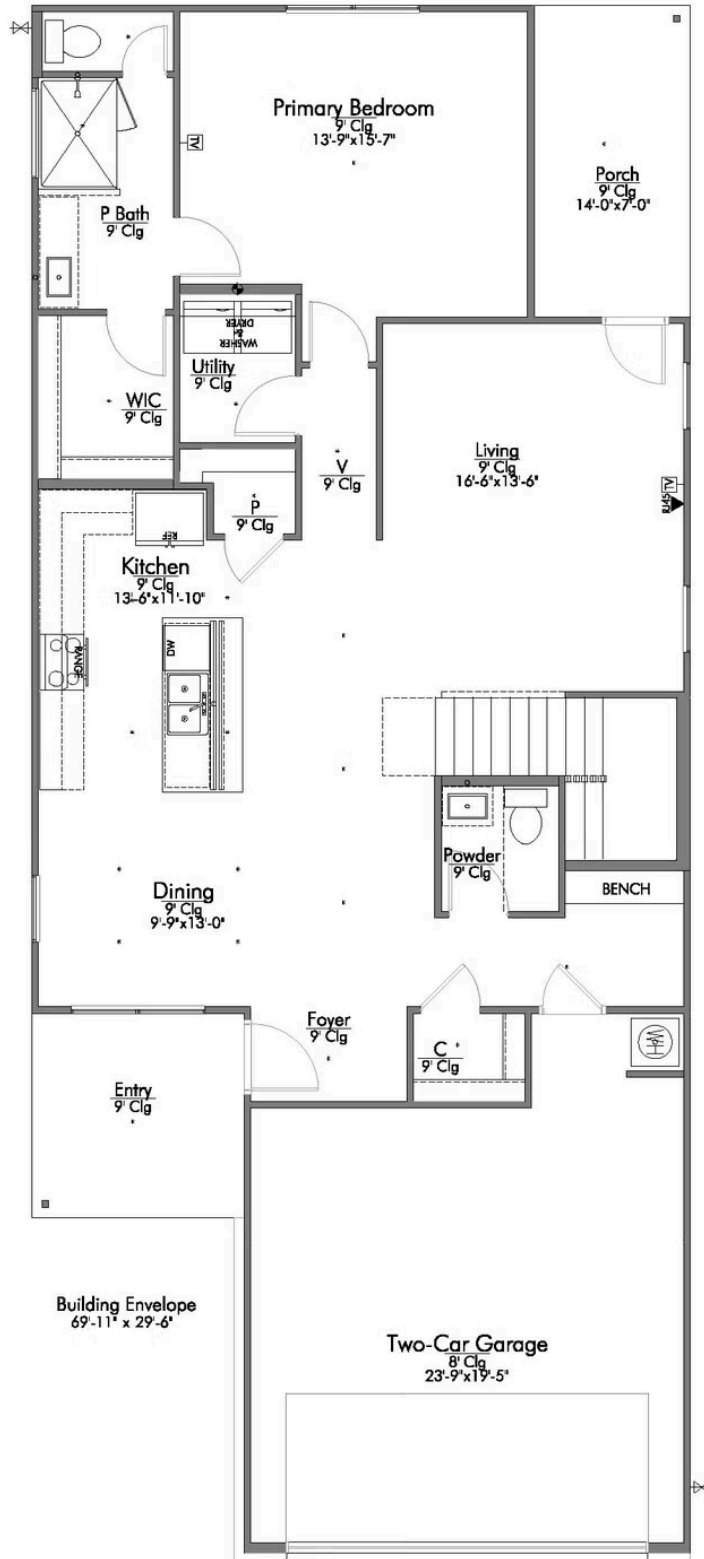 Primary Bedroom
9' Clg
13'-9"x15'-7"
TV
Porch
9' Clg
14'-0"x7'-0"
P Bath
9' Clg
WASHER
&
DRYER
Utility
9' Clg
WIC
9' Clg
V
9' Clg
Living
9' Clg
16'-6"x13'-6"
RJ45 TV
P
9' Clg
REF
Kitchen
9' Clg
13'-6"x11'-10"
RANGE
DW
Powder
9' Clg
BENCH
Dining
9' Clg
9'-9"x13'-0"
Foyer
9' Clg
C
9' Clg
WH
Entry
9' Clg
Building Envelope
69'-11" x 29'-6"
Two-Car Garage
8' Clg
23'-9"x19'-5"